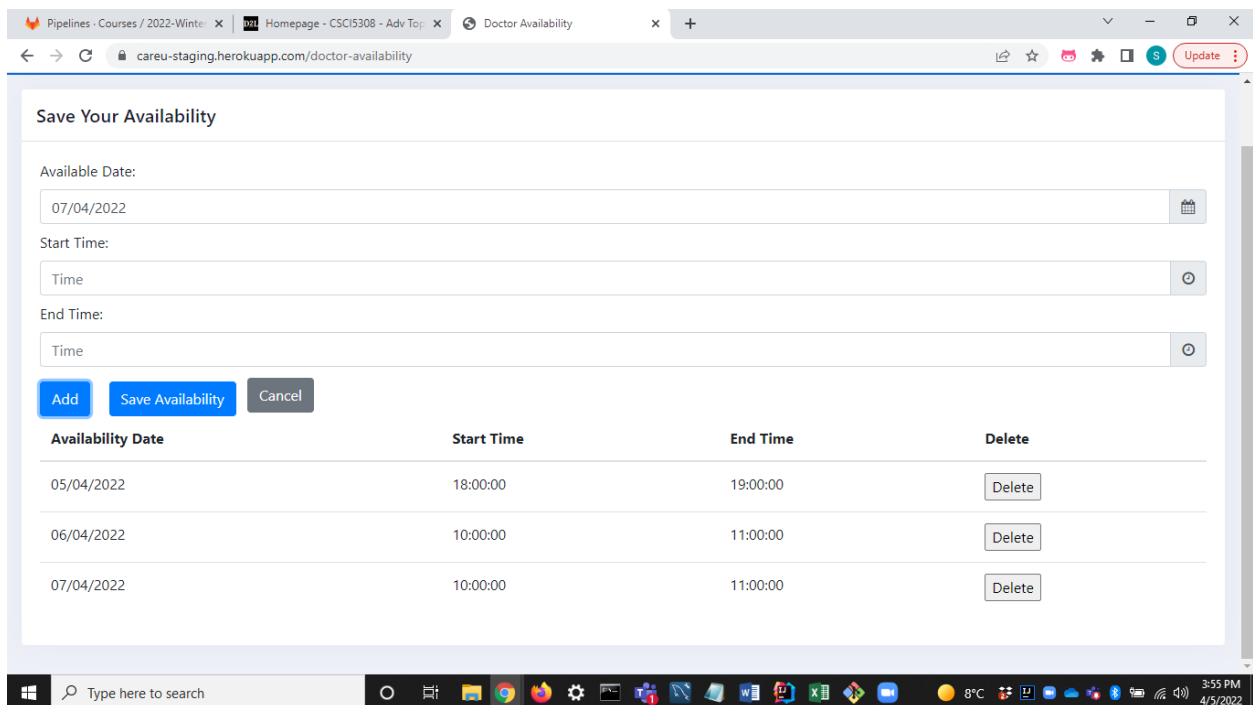 Pipelines · Courses / 2022-Winter
D2L Homepage - CSCI5308 - Adv Top
Doctor Availability
careu-staging.herokuapp.com/doctor-availability
S Update
Save Your Availability
Available Date:
07/04/2022
Start Time:
Time
End Time:
Time
Add Save Availability Cancel
Availability Date Start Time End Time Delete
05/04/2022 18:00:00 19:00:00 Delete
06/04/2022 10:00:00 11:00:00 Delete
07/04/2022 10:00:00 11:00:00 Delete
Type here to search
8°C
3:55 PM
4/5/2022